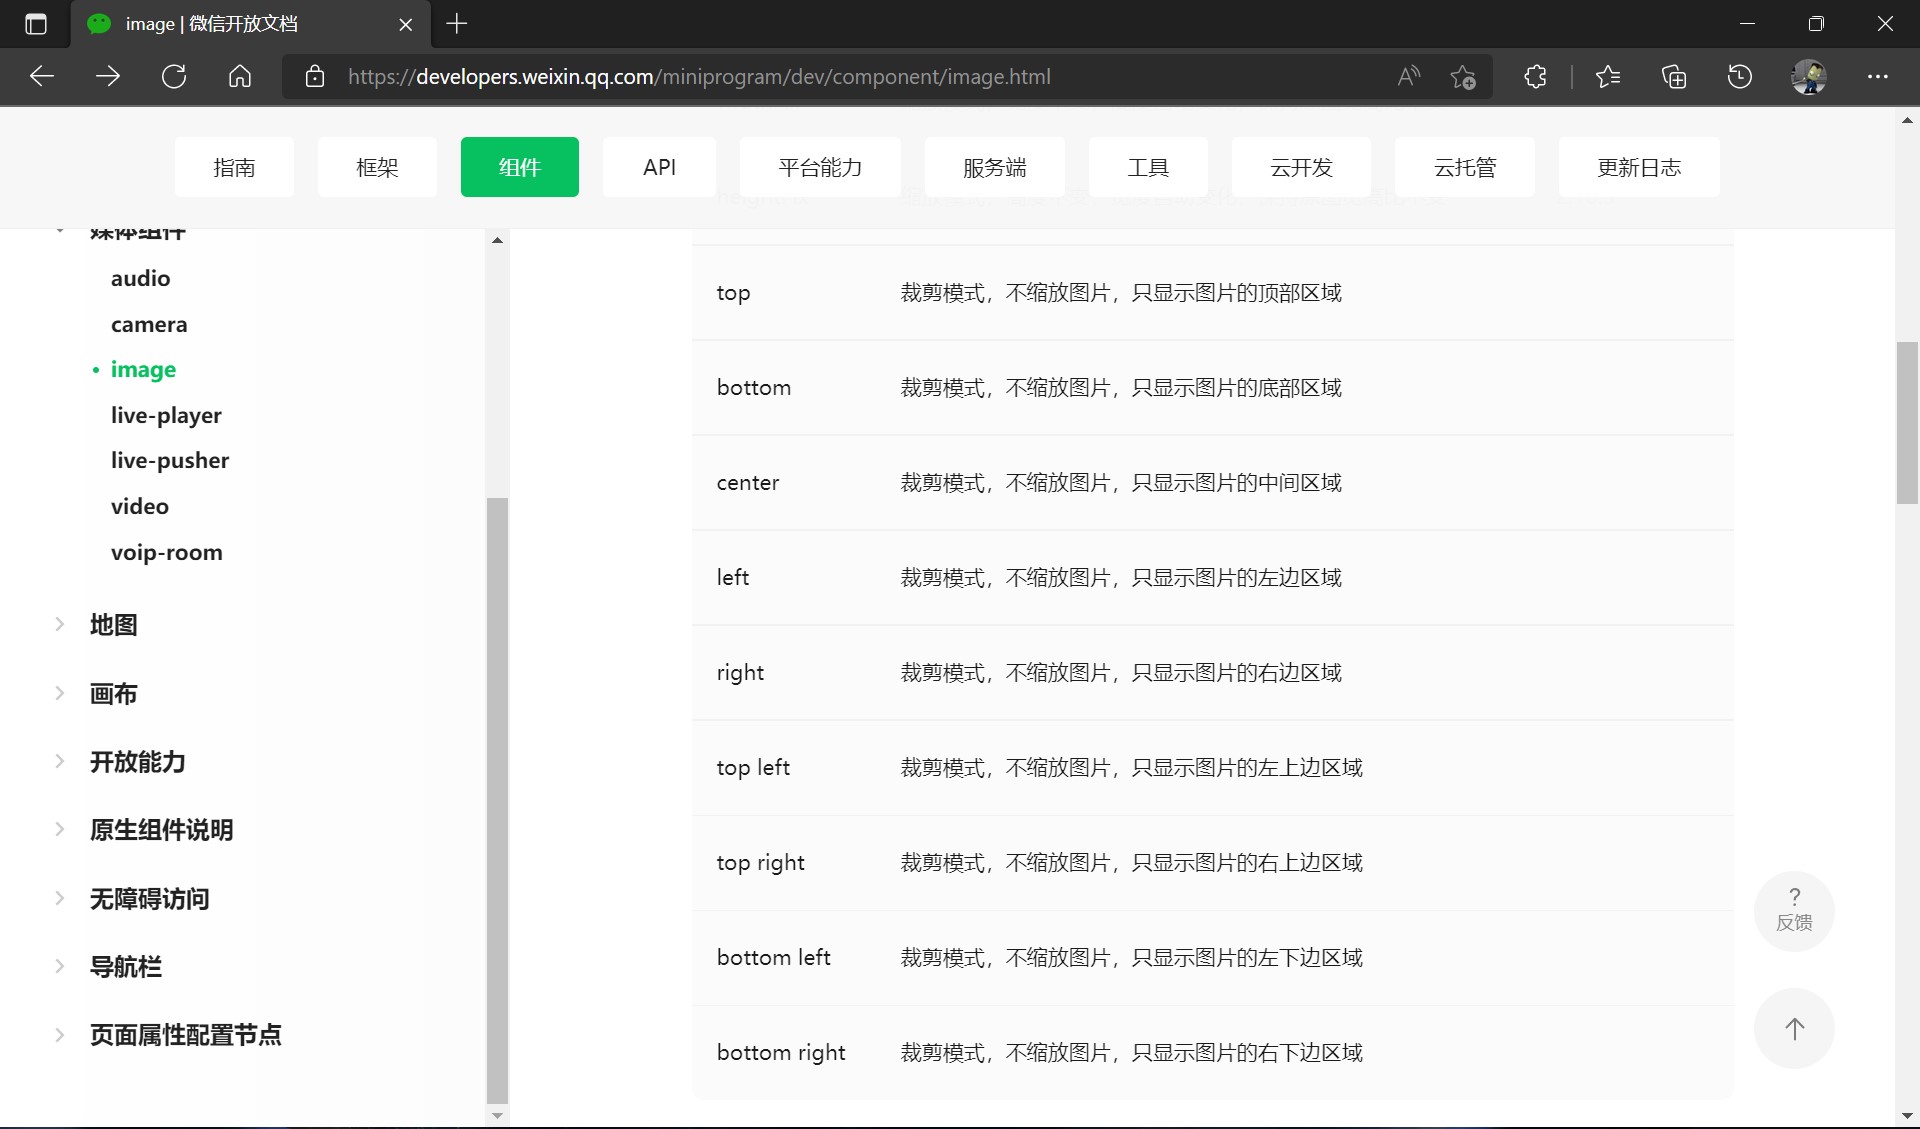 image | 微信开放文档
https://developers.weixin.qq.com/miniprogram/dev/component/image.html
指南
框架
组件
API
平台能力
服务端
工具
云开发
云托管
更新日志
媒体组件
audio
camera
image
live-player
live-pusher
video
voip-room
地图
画布
开放能力
原生组件说明
无障碍访问
导航栏
页面属性配置节点
top 裁剪模式，不缩放图片，只显示图片的顶部区域
bottom 裁剪模式，不缩放图片，只显示图片的底部区域
center 裁剪模式，不缩放图片，只显示图片的中间区域
left 裁剪模式，不缩放图片，只显示图片的左边区域
right 裁剪模式，不缩放图片，只显示图片的右边区域
top left 裁剪模式，不缩放图片，只显示图片的左上边区域
top right 裁剪模式，不缩放图片，只显示图片的右上边区域
bottom left 裁剪模式，不缩放图片，只显示图片的左下边区域
bottom right 裁剪模式，不缩放图片，只显示图片的右下边区域
?
反馈